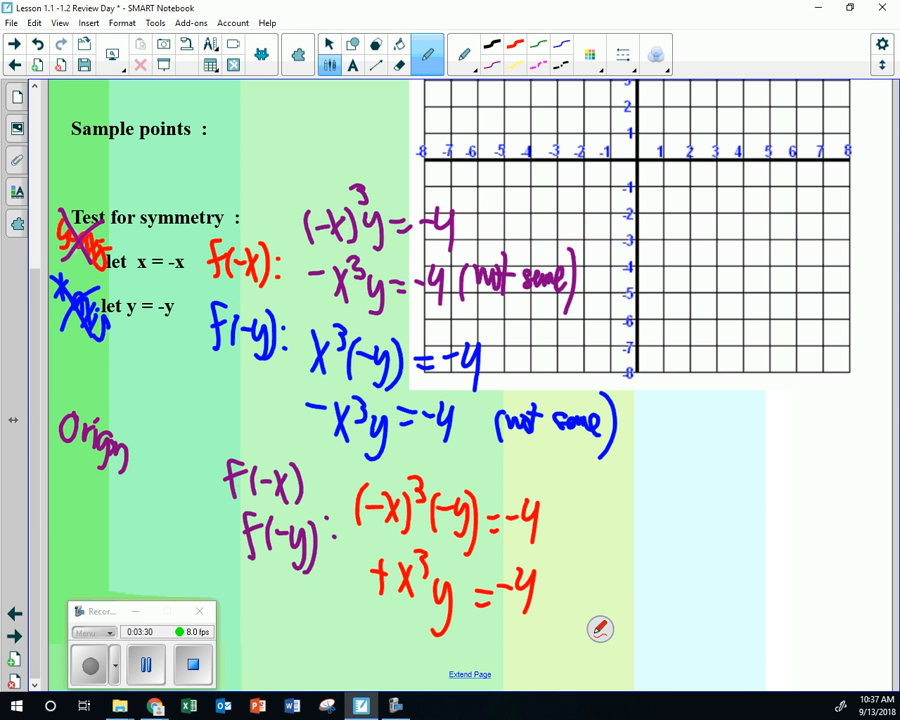 Lesson 1.1 -1.2 Review Day * - SMART Notebook
File Edit View Insert Format Tools Add-ons Account Help
Sample points :
3
2
1
-8 -7 -6 -5 -4 -3 -2 -1 1 2 3 4 5 6 7 8
-1
-2
-3
-4
-5
-6
-7
-8
Test for symmetry :
(-x)³y = -4
let x = -x
f(-x):
-x³y = -4 (not same)
let y = -y
f(-y):
x³(-y) = -4
-x³y = -4 (not same)
Origin
f(-x)
f(-y):
(-x)³(-y) = -4
+x³y = -4
Recor...
Menu
0:03:30 8.0 fps
Extend Page
10:37 AM
9/13/2018